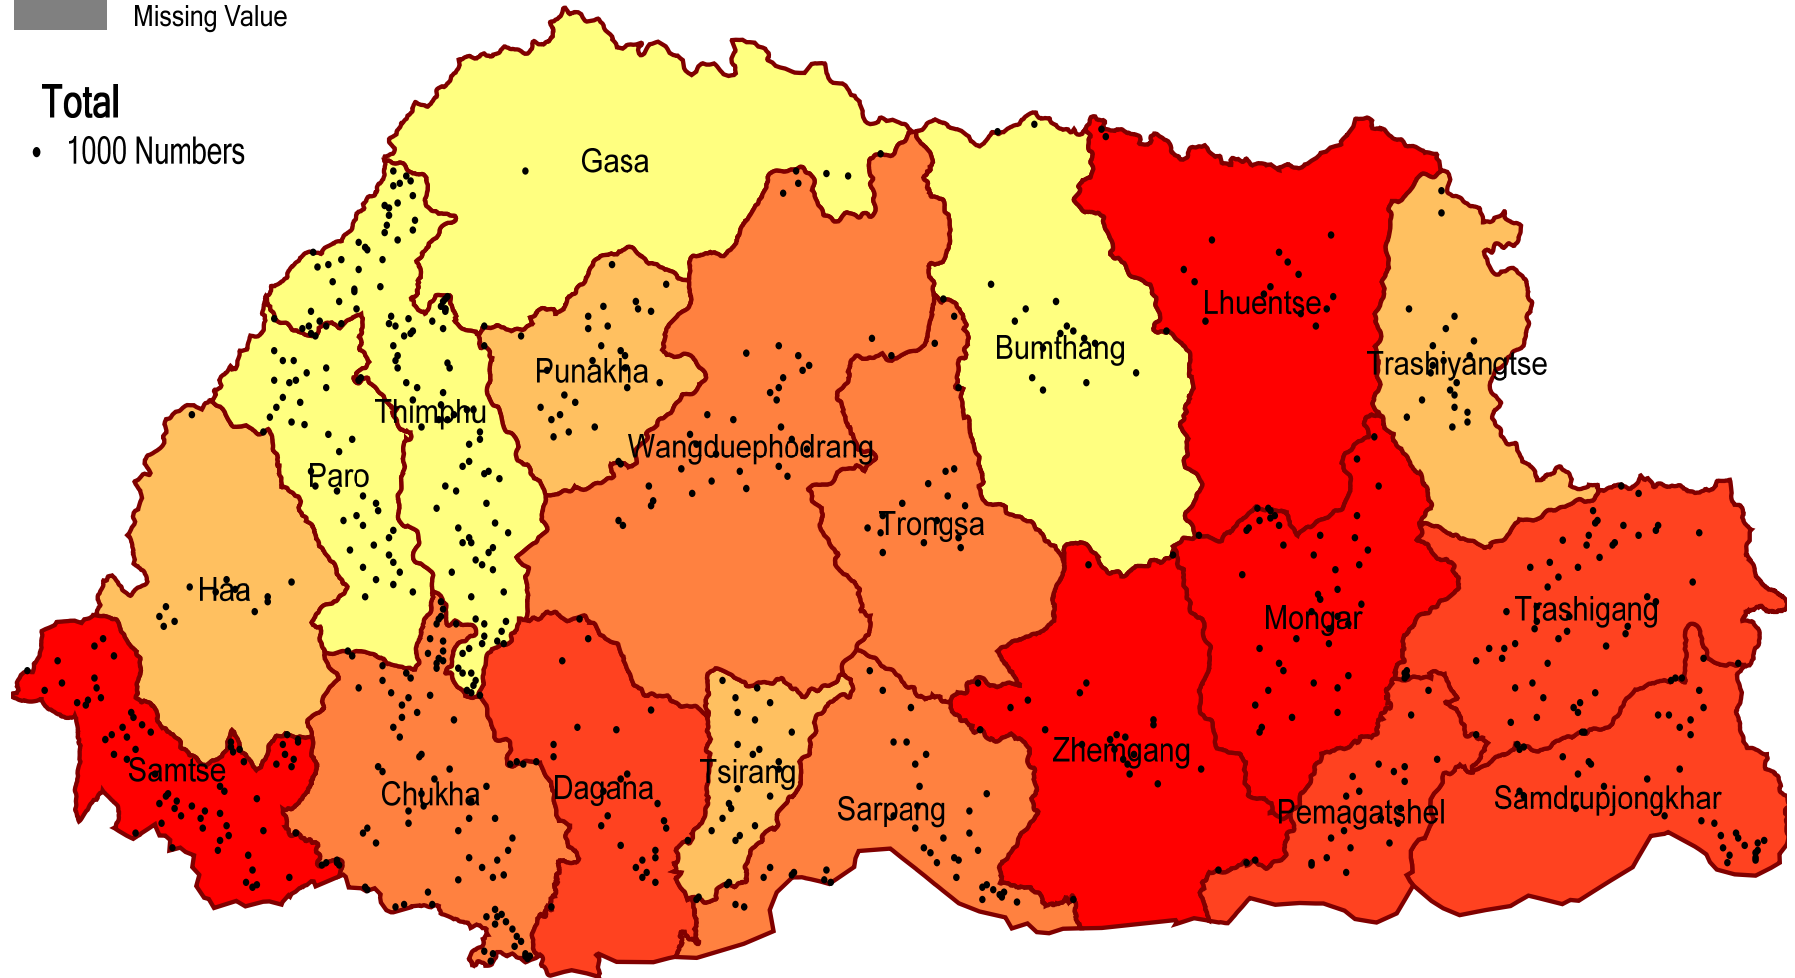 Missing Value
Total
1000 Numbers
Gasa
Lhuentse
Bumthang
Trashiyangtse
Punakha
Thimphu
Wangduephodrang
Paro
Trongsa
Haa
Mongar
Trashigang
Zhemgang
Samtse
Tsirang
Chukha
Dagana
Sarpang
Pemagatshel
Samdrupjongkhar